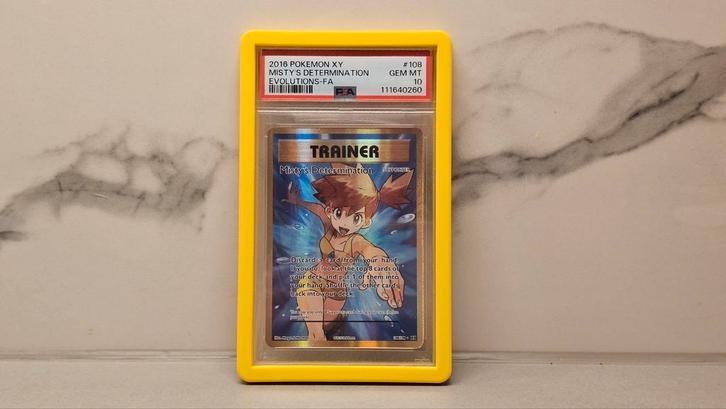 2016 POKEMON XY #108
MISTY'S DETERMINATION GEM MT
EVOLUTIONS-FA 10
PSA 111640260
TRAINER
Misty's Determination SUPPORTER
Discard a card from your hand.
If you do, look at the top 8 cards of
your deck and put 1 of them into
your hand. Shuffle the other cards
back into your deck.